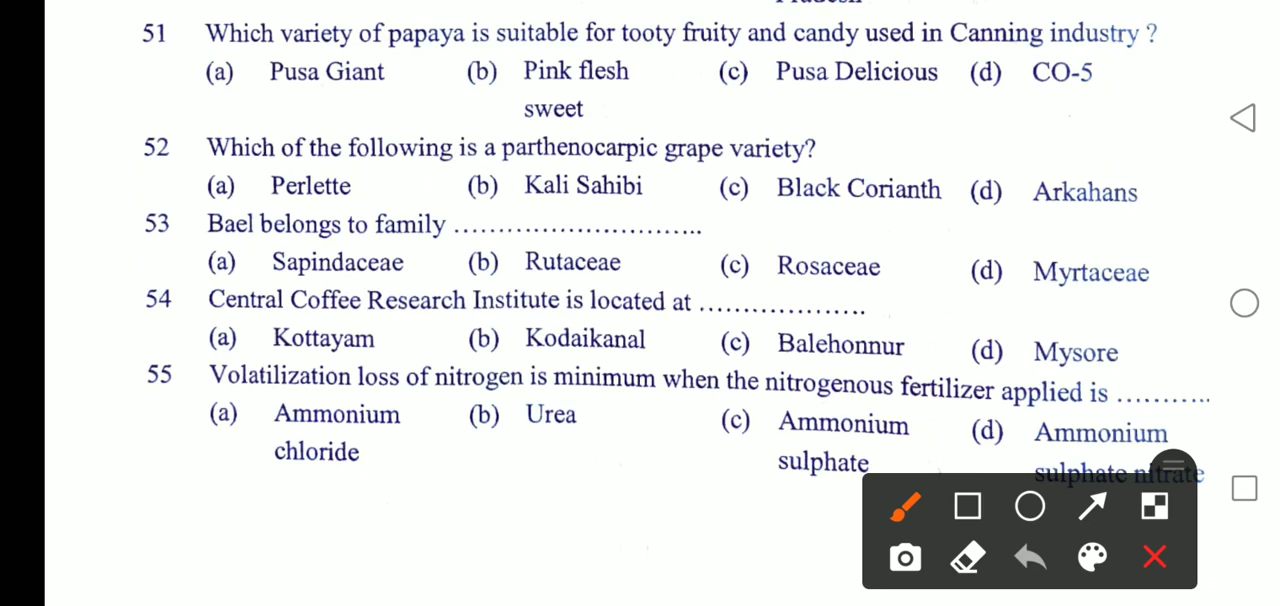 51 Which variety of papaya is suitable for tooty fruity and candy used in Canning industry ?
(a) Pusa Giant (b) Pink flesh (c) Pusa Delicious (d) CO-5
sweet
52 Which of the following is a parthenocarpic grape variety?
(a) Perlette (b) Kali Sahibi (c) Black Corianth (d) Arkahans
53 Bael belongs to family ................................
(a) Sapindaceae (b) Rutaceae (c) Rosaceae (d) Myrtaceae
54 Central Coffee Research Institute is located at .....................
(a) Kottayam (b) Kodaikanal (c) Balehonnur (d) Mysore
55 Volatilization loss of nitrogen is minimum when the nitrogenous fertilizer applied is ............
(a) Ammonium (b) Urea (c) Ammonium (d) Ammonium
chloride sulphate sulphate nitrate